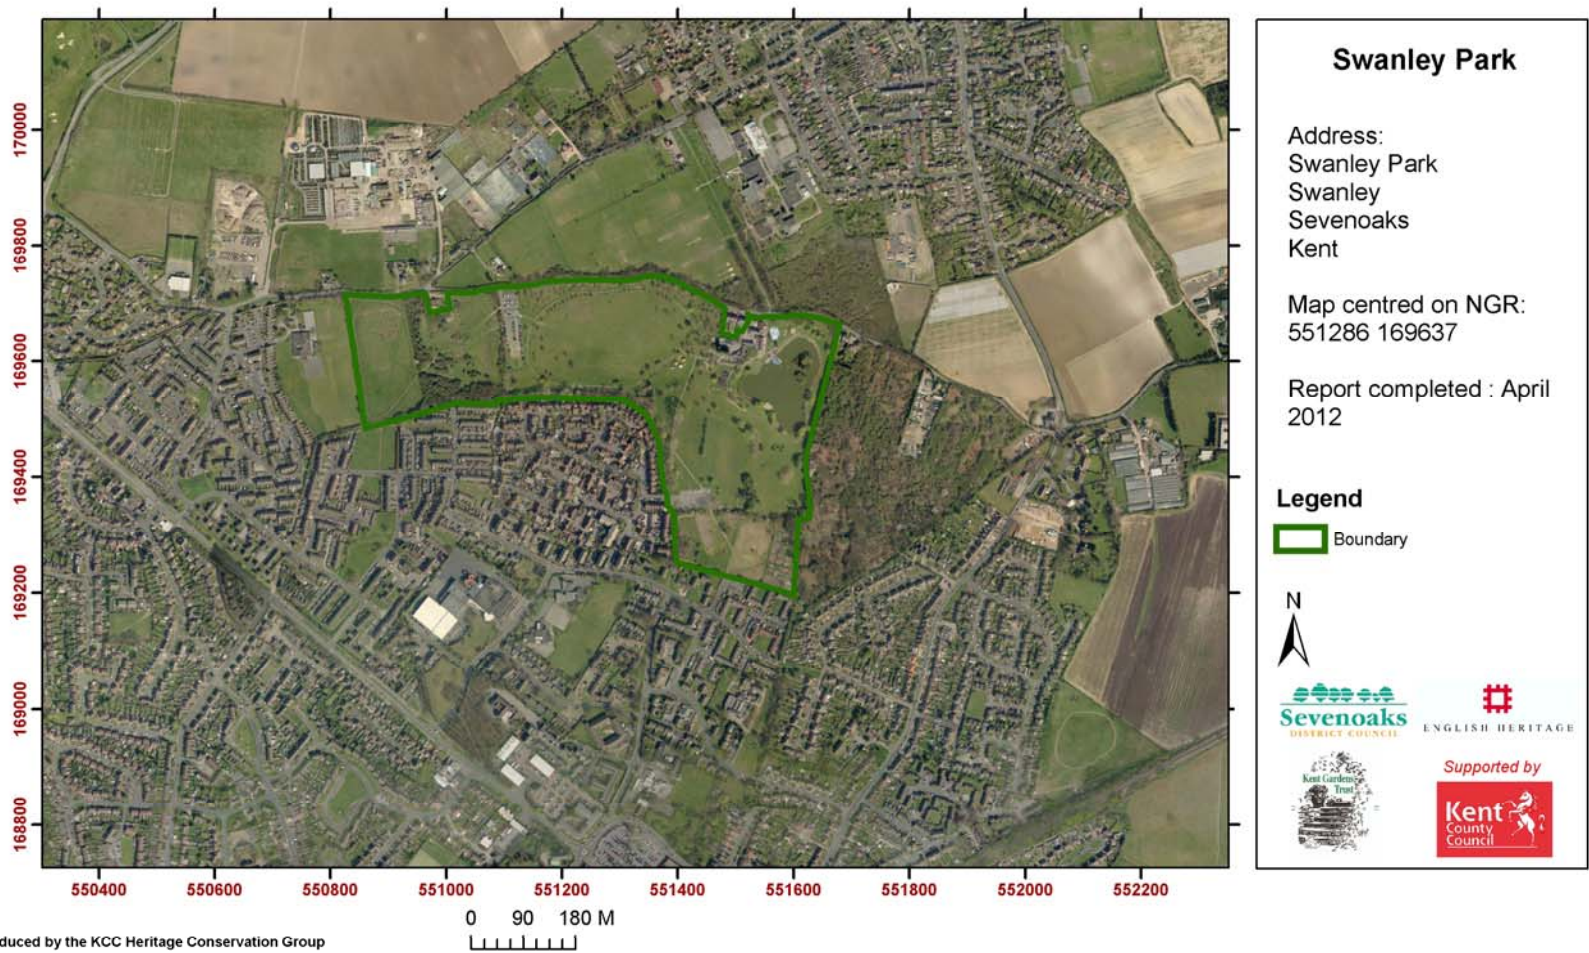 Swanley Park
Address:
Swanley Park
Swanley
Sevenoaks
Kent
Map centred on NGR:
551286 169637
Report completed : April
2012
Legend
Boundary
N
Sevenoaks
DISTRICT COUNCIL
ENGLISH HERITAGE
Kent Gardens
Trust
Supported by
Kent
County
Council
170000
169800
169600
169400
169200
169000
168800
550400 550600 550800 551000 551200 551400 551600 551800 552000 552200
0 90 180 M
duced by the KCC Heritage Conservation Group